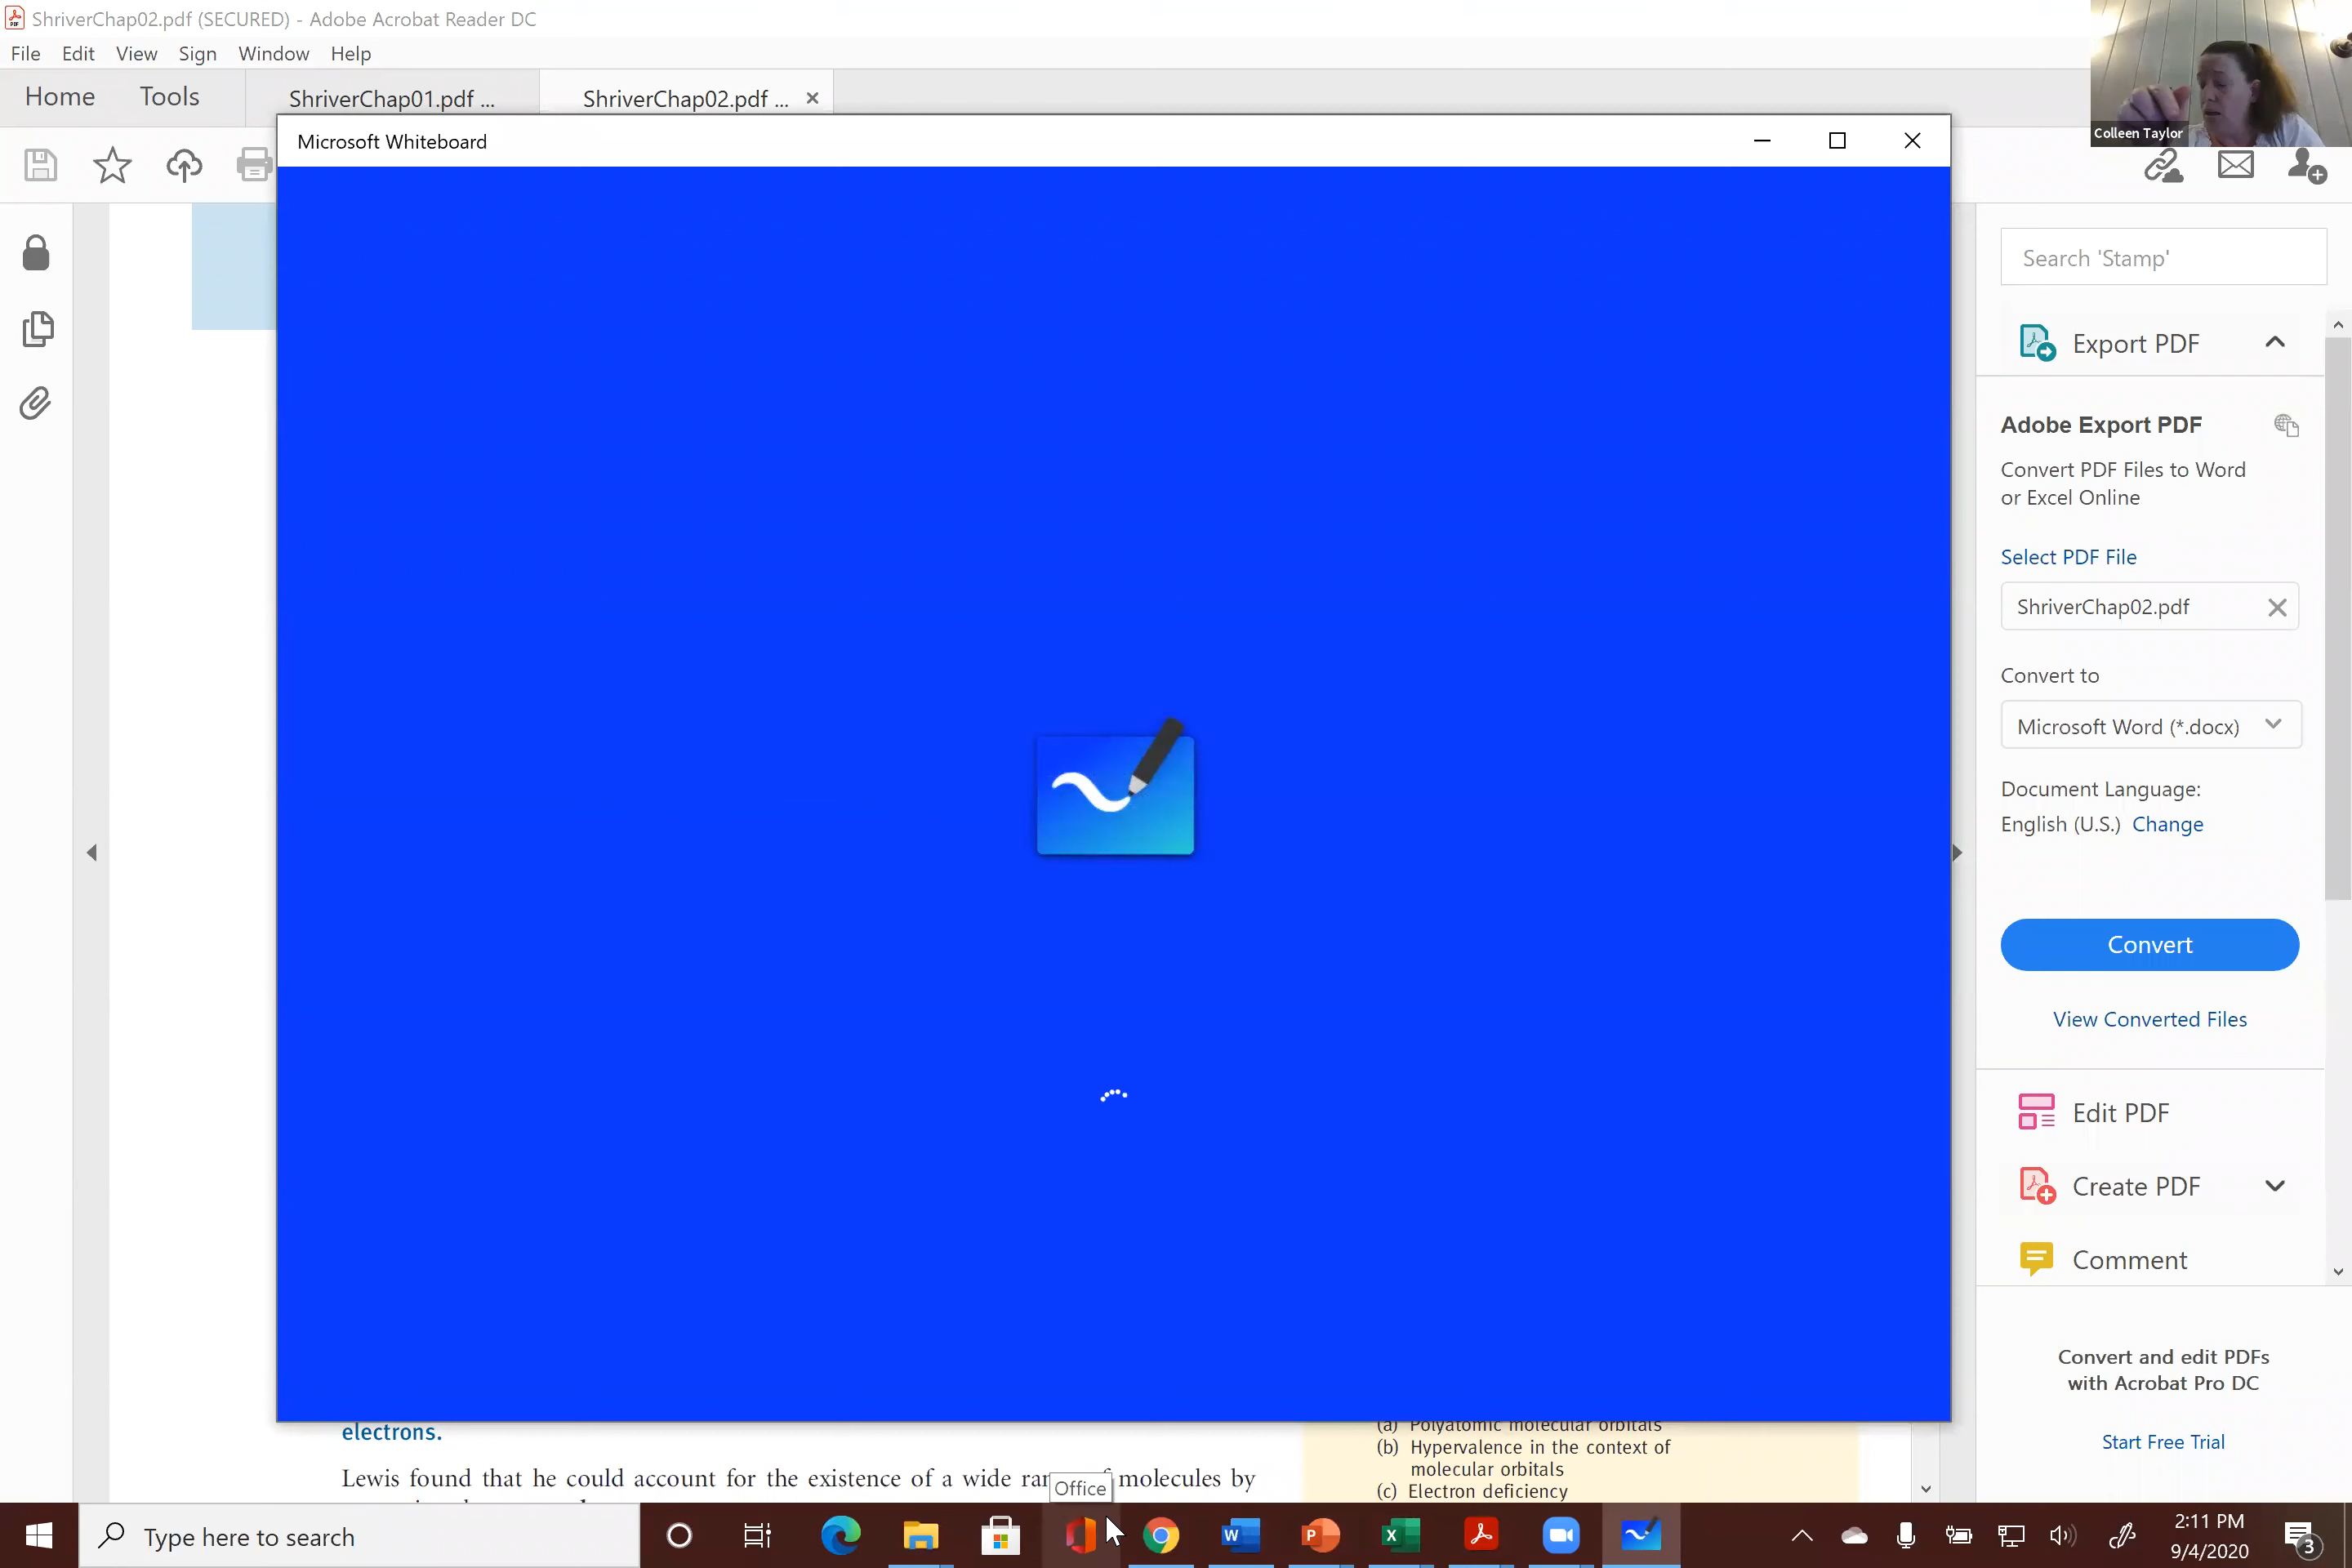 ShriverChap02.pdf (SECURED) - Adobe Acrobat Reader DC
File Edit View Sign Window Help
Home Tools ShriverChap01.pdf ... ShriverChap02.pdf ...
Microsoft Whiteboard
Colleen Taylor
Search 'Stamp'
Export PDF
Adobe Export PDF
Convert PDF Files to Word
or Excel Online
Select PDF File
ShriverChap02.pdf
Convert to
Microsoft Word (*.docx)
Document Language:
English (U.S.) Change
Convert
View Converted Files
Edit PDF
Create PDF
Comment
Convert and edit PDFs
with Acrobat Pro DC
Start Free Trial
electrons.
Lewis found that he could account for the existence of a wide molecules by
(a) Polyatomic molecular orbitals
(b) Hypervalence in the context of
molecular orbitals
(c) Electron deficiency
Office
Type here to search
2:11 PM
9/4/2020
3